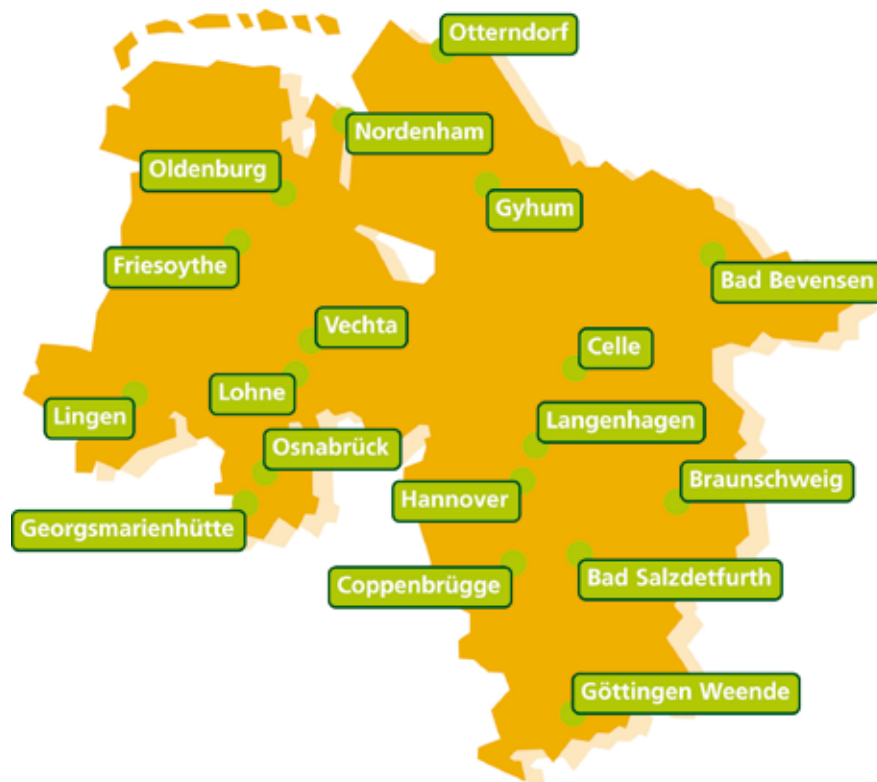 Otterndorf
Nordenham
Oldenburg
Gyhum
Friesoythe
Bad Bevensen
Vechta
Celle
Lohne
Lingen
Langenhagen
Osnabrück
Braunschweig
Hannover
Georgsmarienhütte
Coppenbrügge
Bad Salzdetfurth
Göttingen Weende